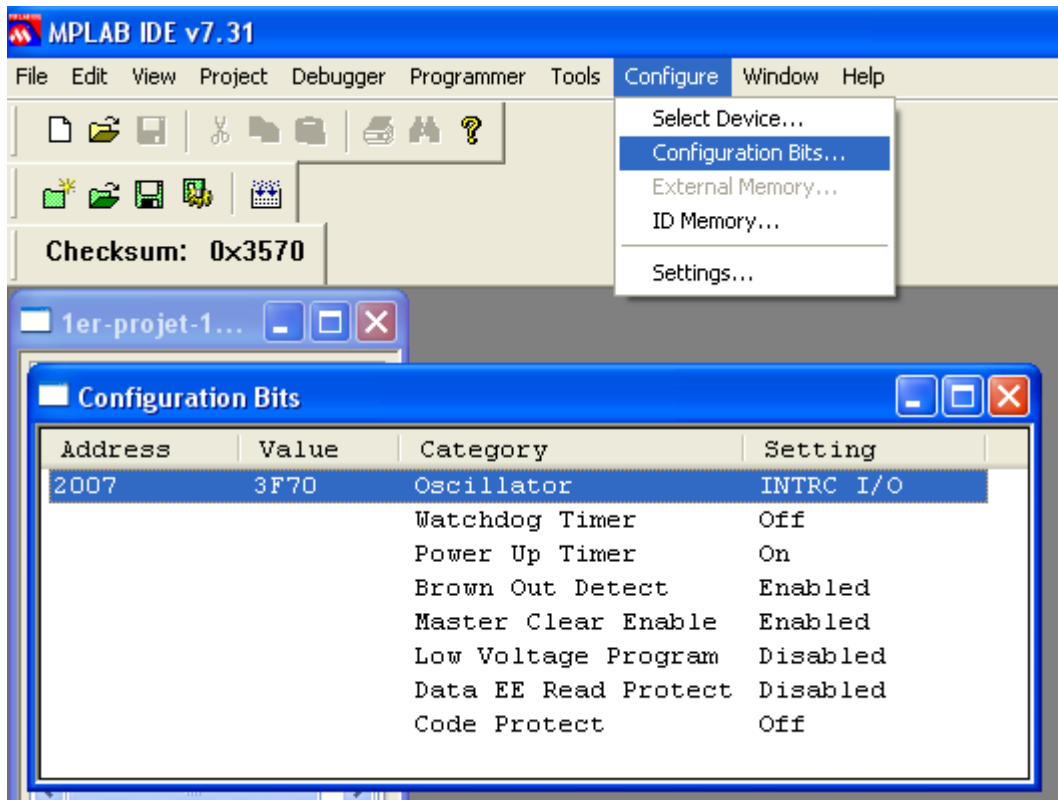 MPLAB IDE v7.31
File Edit View Project Debugger Programmer Tools Configure Window Help
Select Device...
Configuration Bits...
External Memory...
ID Memory...
Settings...
Checksum: 0x3570
1er-projet-1...
Configuration Bits
Address Value Category Setting
2007 3F70 Oscillator INTRC I/O
Watchdog Timer Off
Power Up Timer On
Brown Out Detect Enabled
Master Clear Enable Enabled
Low Voltage Program Disabled
Data EE Read Protect Disabled
Code Protect Off